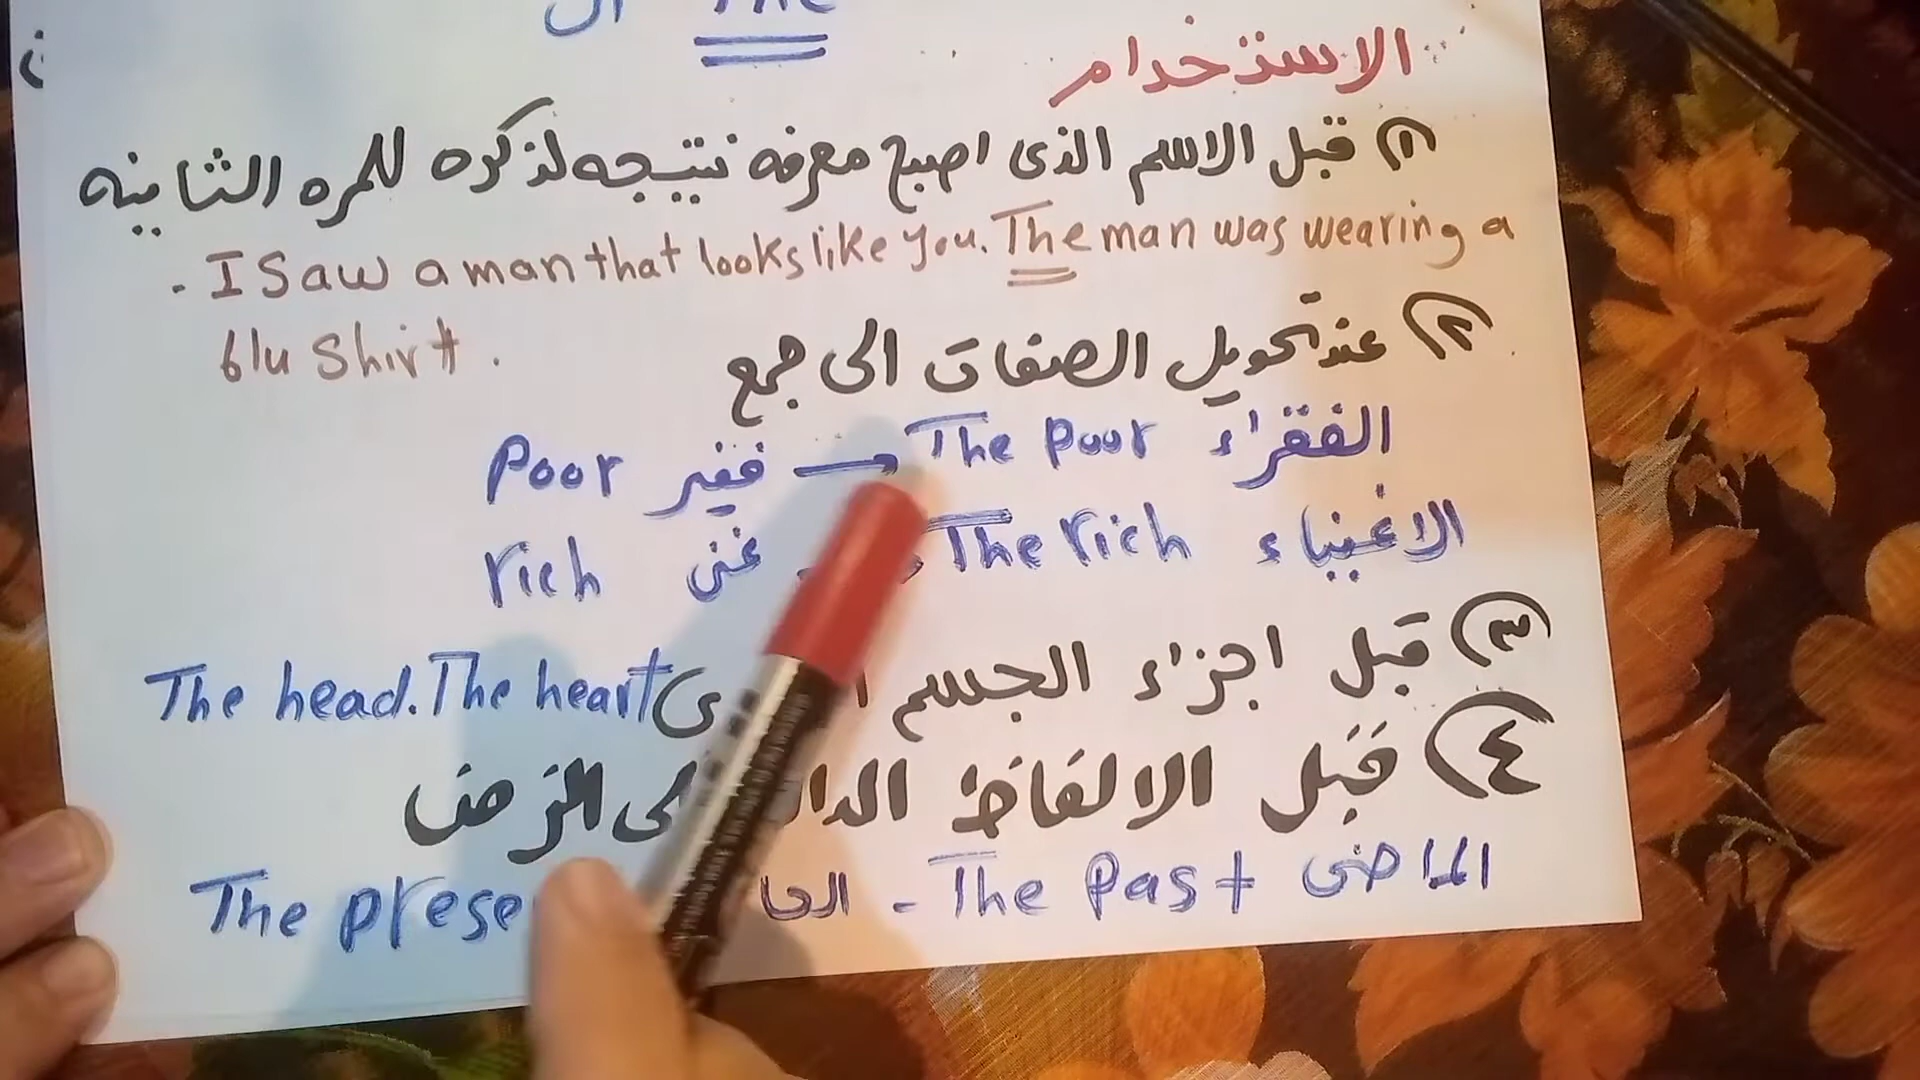 ال The
الاستخدام
(١) قبل الاسم الذى اصبح معرفه نتيجه لذكره للمره الثانيه
- I Saw a man that looks like you. The man was wearing a
blu Shirt.
(٢) عند تحويل الصفات الى جمع
Poor فقير → The poor الفقراء
rich غنى The rich الاغنياء
(٣) قبل اجزاء الجسم The head. The heart
(٤) قبل الالفاظ الزمن
The past الماضى -